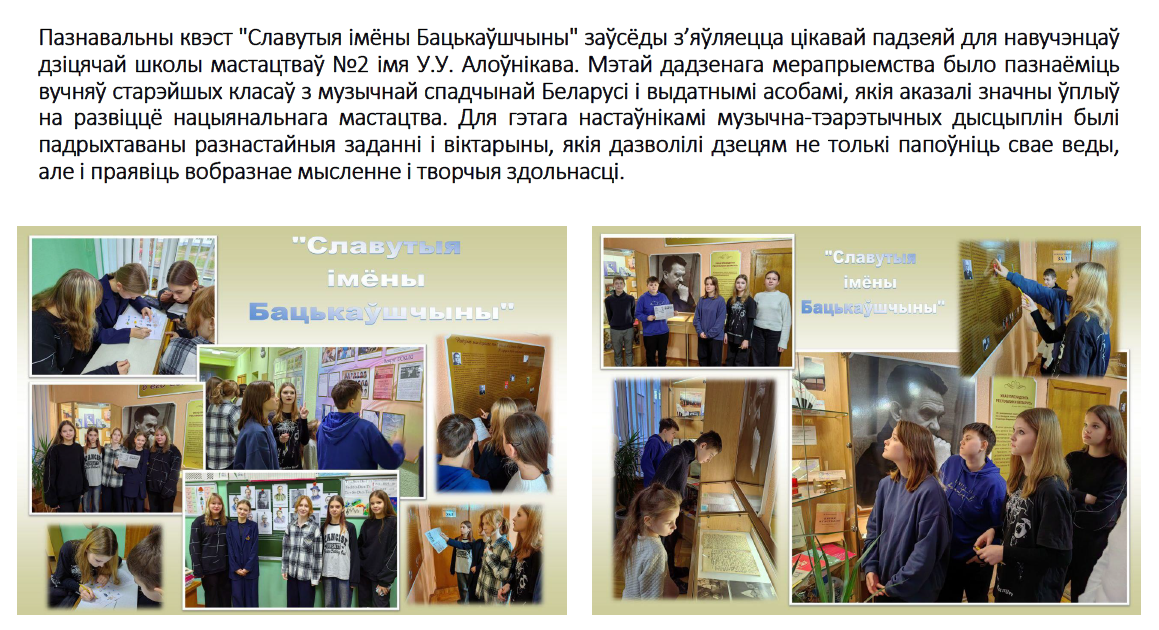 Пазнавальны квэст "Славутыя імёны Бацькаўшчыны" заўсёды з’яўляецца цікавай падзеяй для навучэнцаў
дзіцячай школы мастацтваў №2 імя У.У. Алоўнікава. Мэтай дадзенага мерапрыемства было пазнаёміць
вучняў старэйшых класаў з музычнай спадчынай Беларусі і выдатнымі асобамі, якія аказалі значны ўплыў
на развіццё нацыянальнага мастацтва. Для гэтага настаўнікамі музычна-тэарэтычных дысцыплін былі
падрыхтаваны разнастайныя заданні і віктарыны, якія дазволілі дзецям не толькі папоўніць свае веды,
але і праявіць вобразнае мысленне і творчыя здольнасці.
"Славутыя
імёны
Бацькаўшчыны"
"Славутыя
імёны
Бацькаўшчыны"